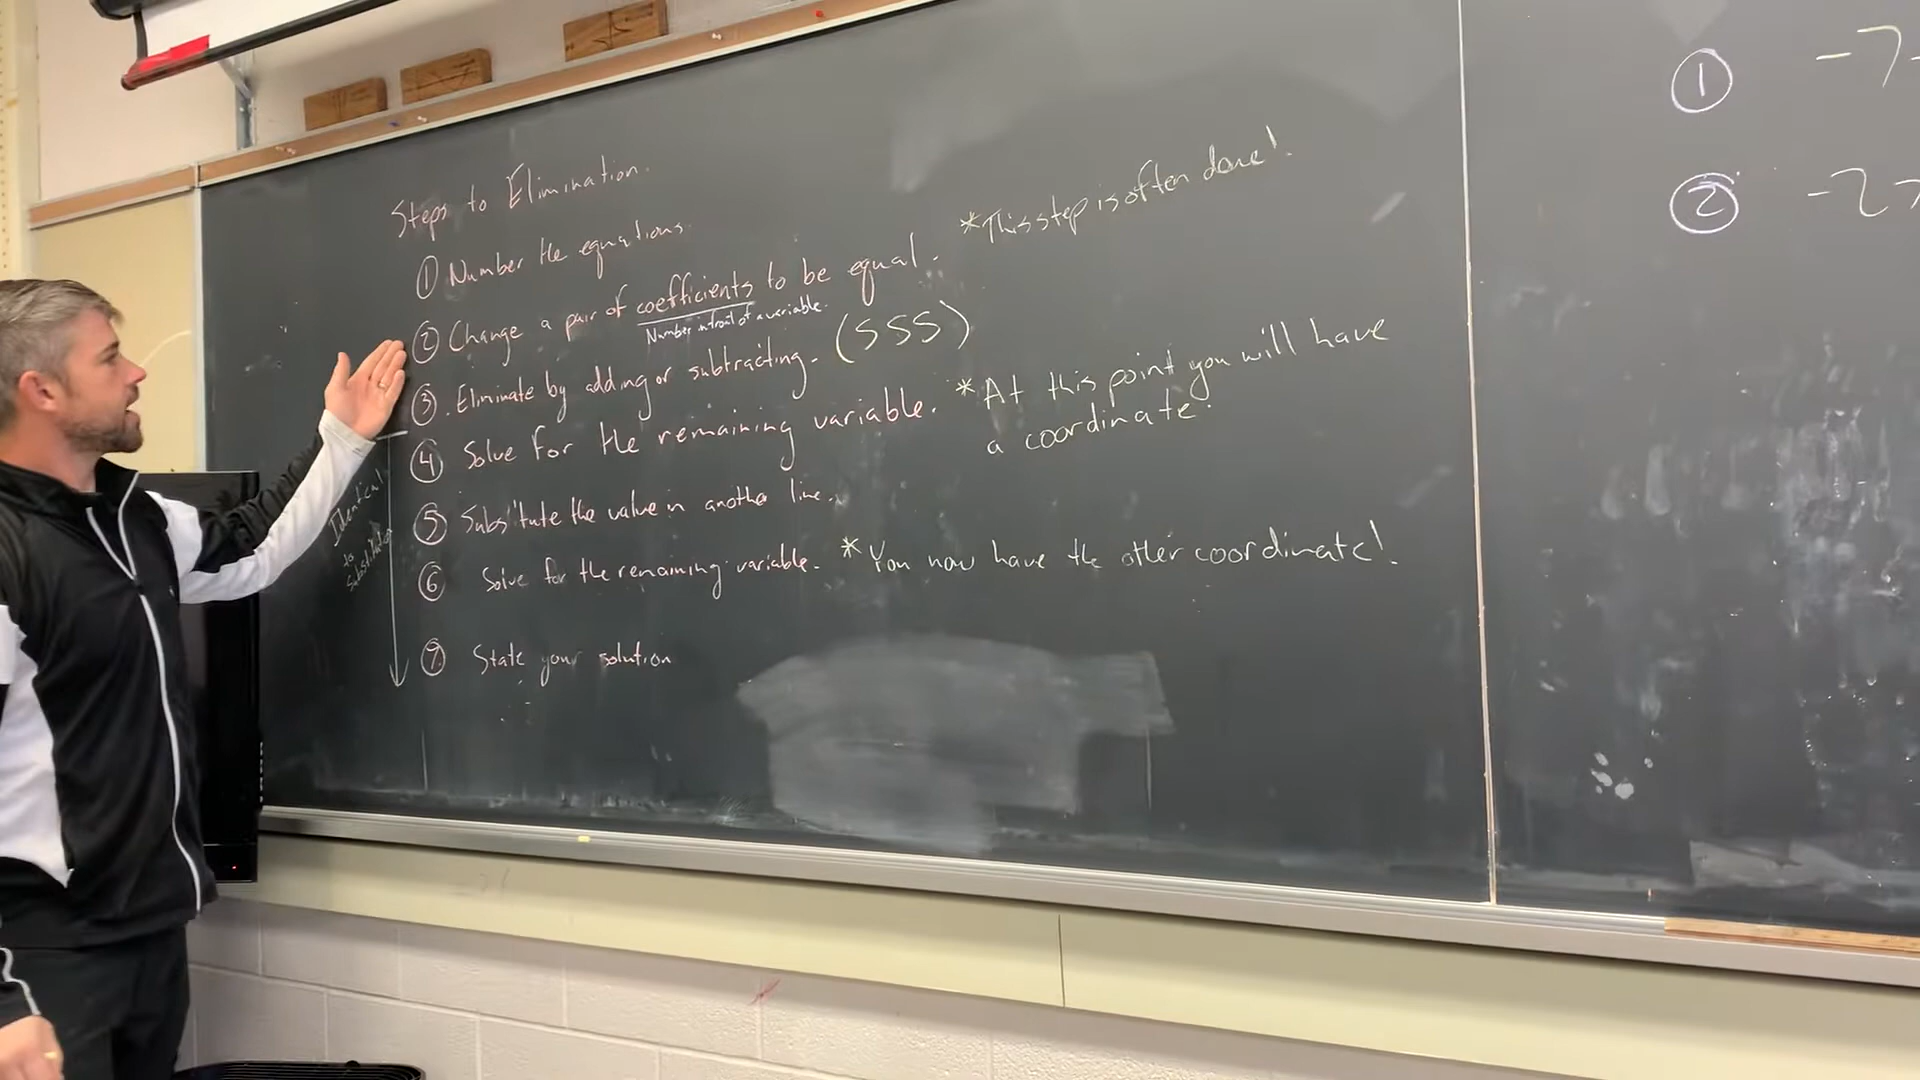 Steps to Elimination.
① Number the equations.
② Change a pair of coefficients to be equal. *This step is often done!
Number infront of a variable.
③. Eliminate by adding or subtracting. (SSS)
④ Solve for the remaining variable. *At this point you will have
a coordinate.
⑤ Substitute the value in another line.
⑥ Solve for the remaining variable. *You now have the other coordinate!
⑦ State your solution
Identical
to
Substitution
① -7
② -2